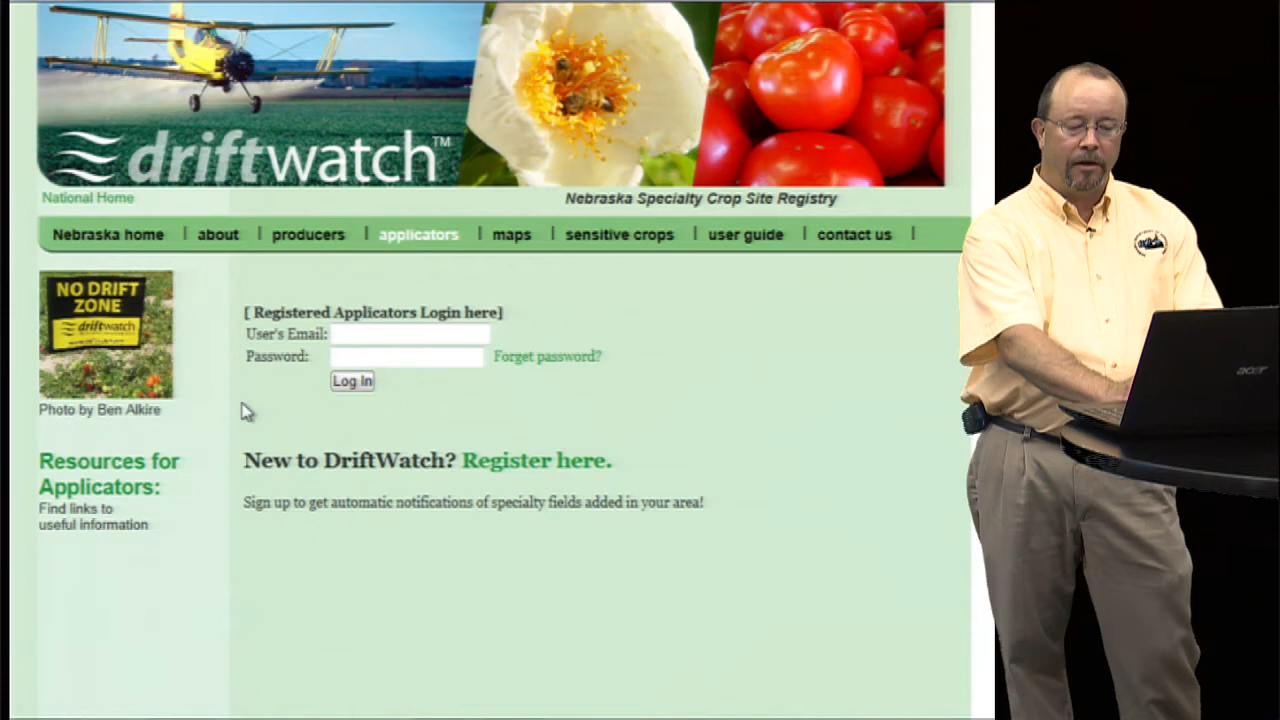 driftwatch™
National Home
Nebraska Specialty Crop Site Registry
Nebraska home | about | producers | applicators | maps | sensitive crops | user guide | contact us |
NO DRIFT
ZONE
driftwatch
Photo by Ben Alkire
[ Registered Applicators Login here]
User's Email:
Password: Forget password?
Log In
Resources for
Applicators:
Find links to
useful information
New to DriftWatch? Register here.
Sign up to get automatic notifications of specialty fields added in your area!
acer